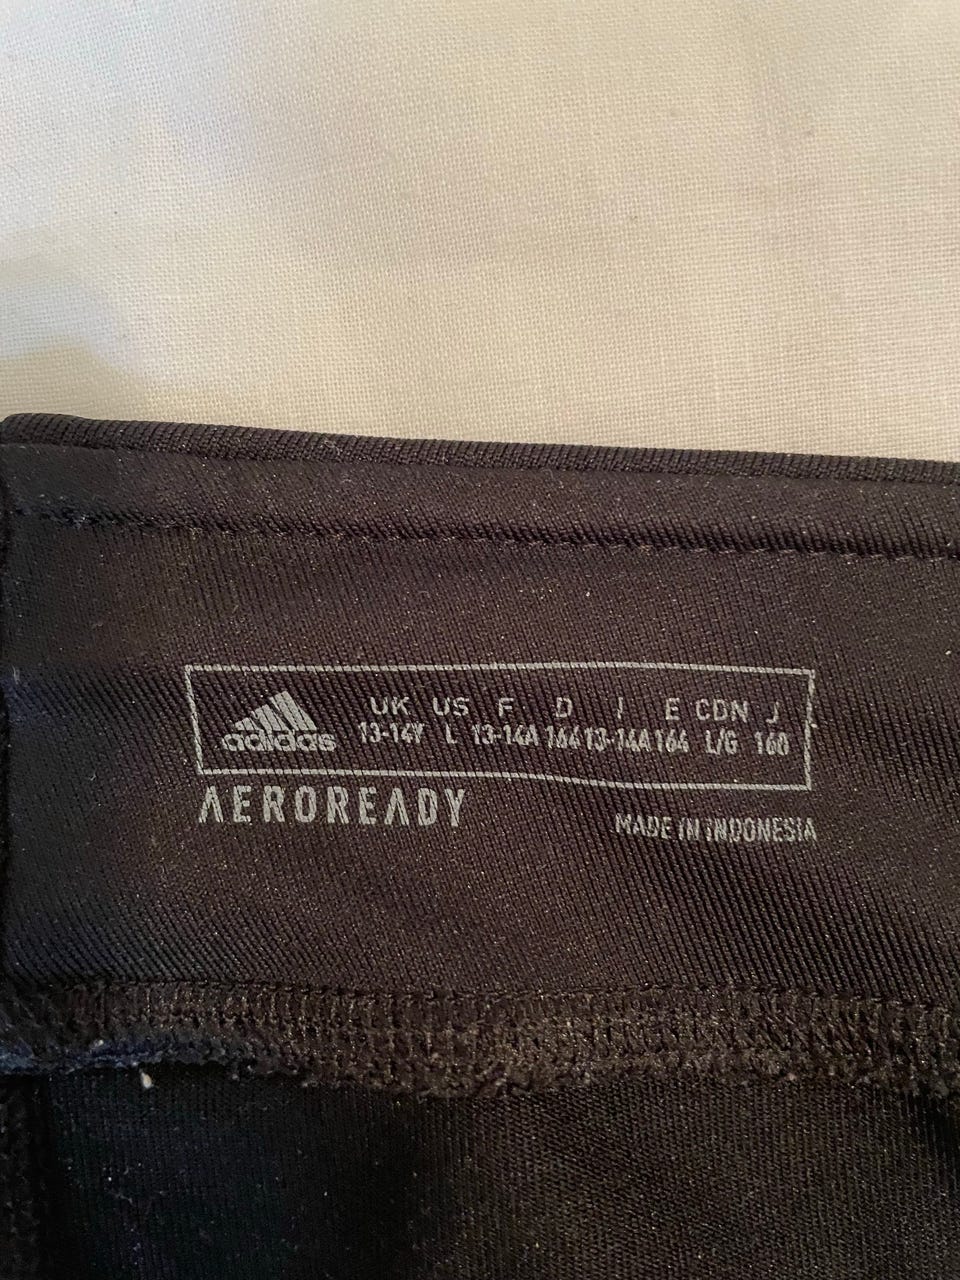 adidas
UK US F D I E CDN J
13-14Y L 13-14A 164 13-14A 164 L/G 160
AEROREADY
MADE IN INDONESIA